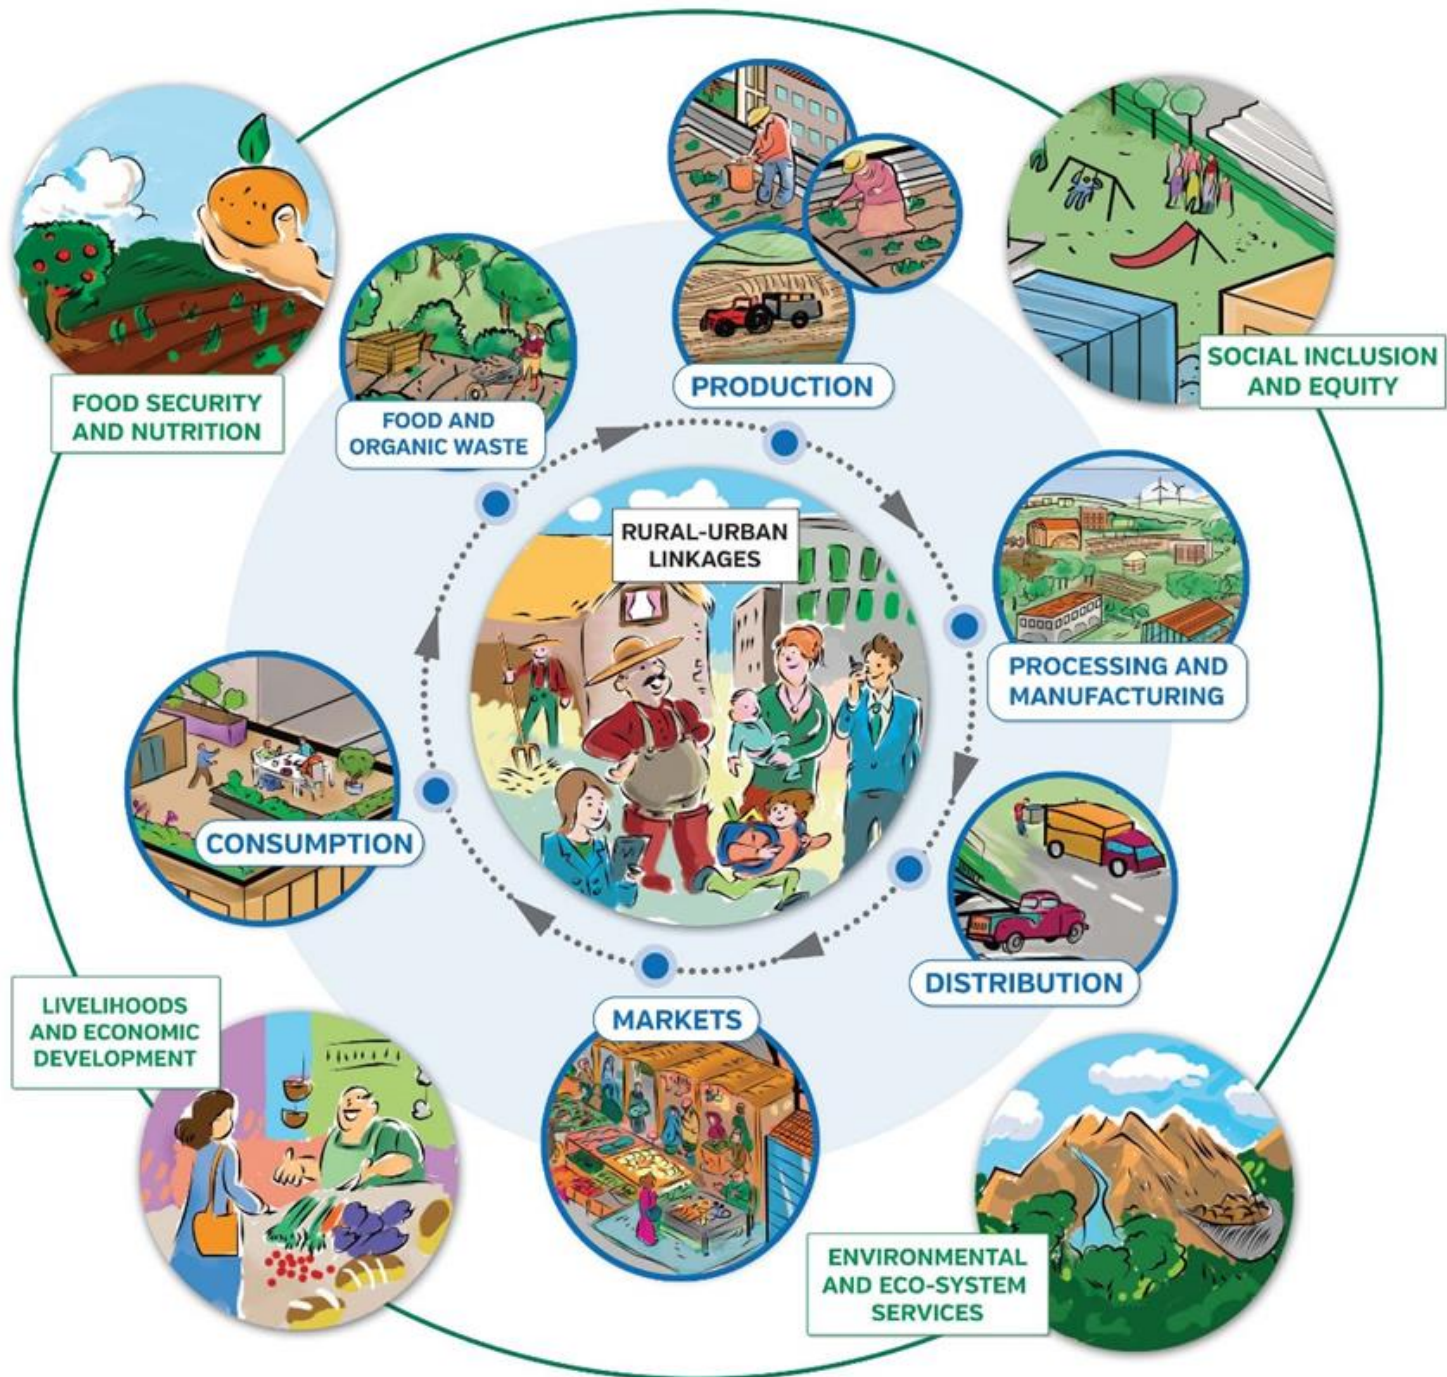 PRODUCTION
SOCIAL INCLUSION
AND EQUITY
FOOD SECURITY
AND NUTRITION
FOOD AND
ORGANIC WASTE
RURAL-URBAN
LINKAGES
PROCESSING AND
MANUFACTURING
CONSUMPTION
DISTRIBUTION
LIVELIHOODS
AND ECONOMIC
DEVELOPMENT
MARKETS
ENVIRONMENTAL
AND ECO-SYSTEM
SERVICES